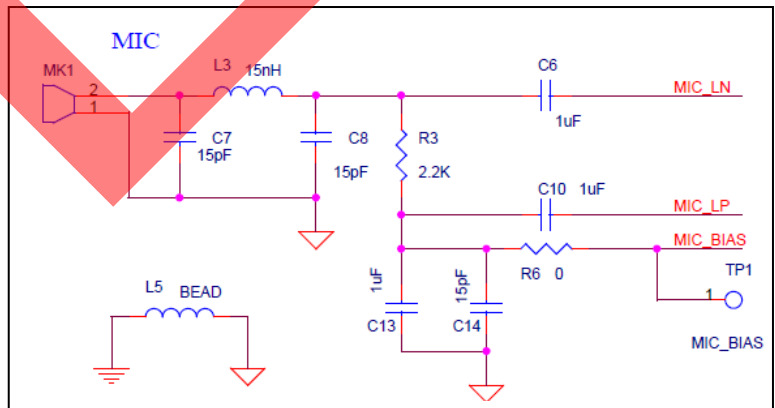 MIC
MK1
2
1
L3
15nH
C7
15pF
C8
15pF
R3
2.2K
C6
1uF
MIC_LN
C10 1uF
MIC_LP
MIC_BIAS
R6 0
TP1
1
MIC_BIAS
1uF
C13
15pF
C14
L5 BEAD